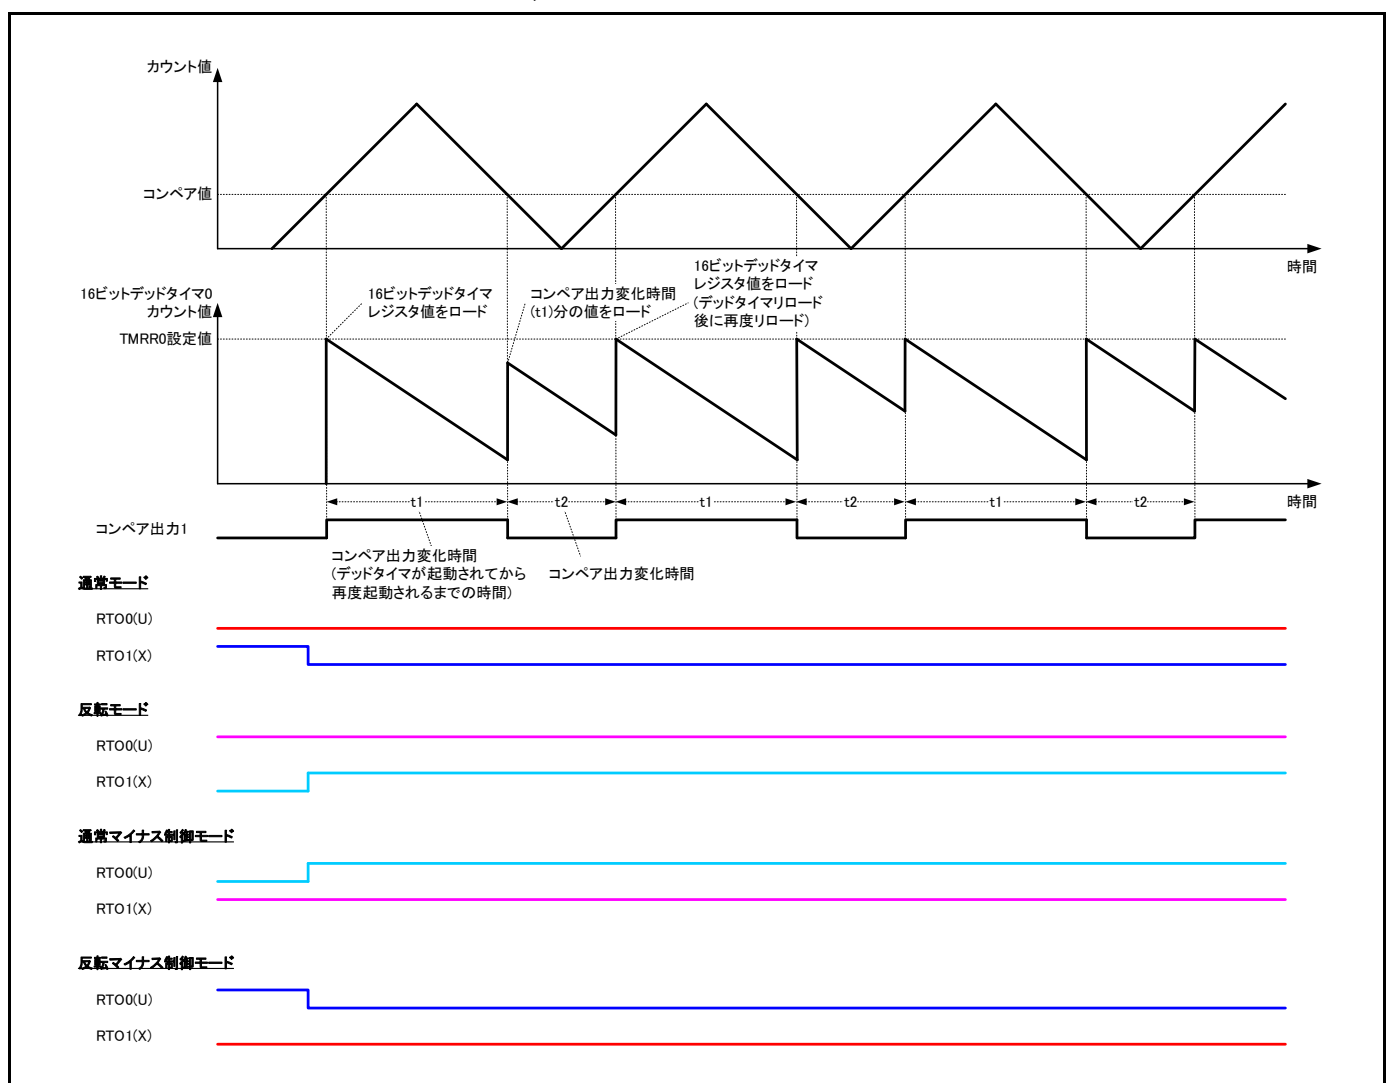 カウント値
コンペア値
時間
16ビットデッドタイマ0
カウント値
TMRR0設定値
16ビットデッドタイマ
レジスタ値をロード
コンペア出力変化時間
(t1)分の値をロード
16ビットデッドタイマ
レジスタ値をロード
(デッドタイマリロード
後に再度リロード)
t1
t2
t1
t2
t1
t2
時間
コンペア出力1
コンペア出力変化時間
(デッドタイマが起動されてから
再度起動されるまでの時間)
コンペア出力変化時間
通常モード
RTO0(U)
RTO1(X)
反転モード
RTO0(U)
RTO1(X)
通常マイナス制御モード
RTO0(U)
RTO1(X)
反転マイナス制御モード
RTO0(U)
RTO1(X)